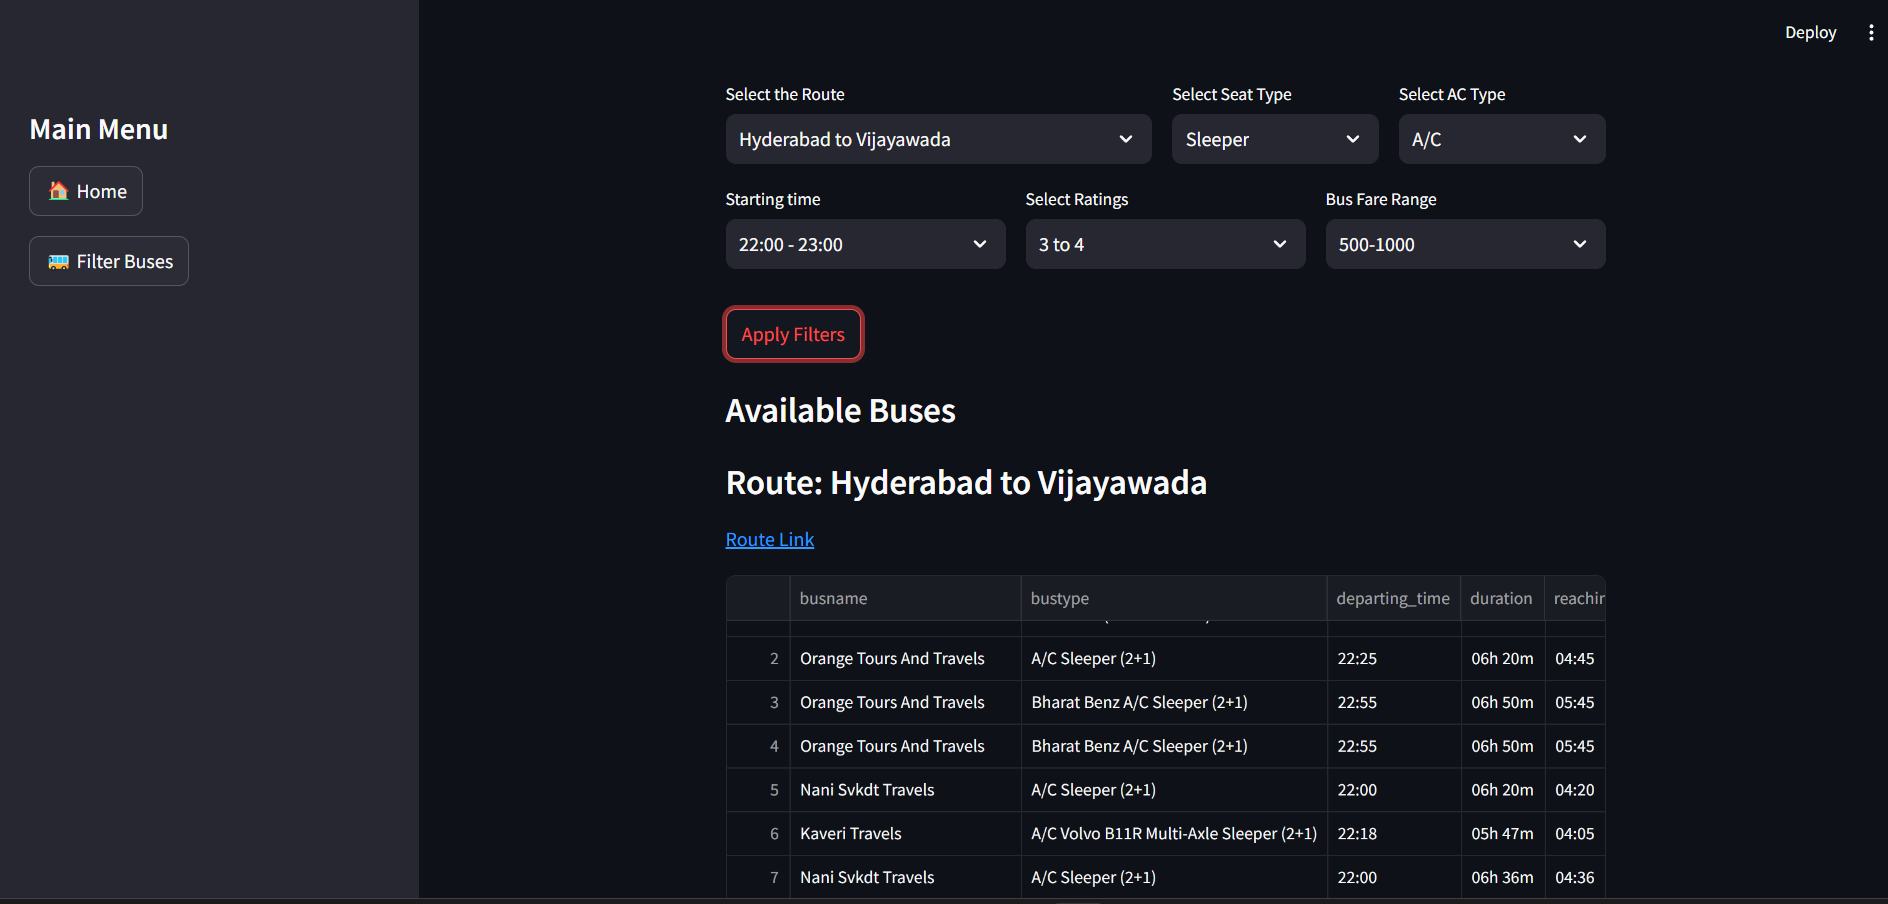 Deploy
Main Menu
Home
Filter Buses
Select the Route Select Seat Type Select AC Type
Hyderabad to Vijayawada Sleeper A/C
Starting time Select Ratings Bus Fare Range
22:00 - 23:00 3 to 4 500-1000
Apply Filters
Available Buses
Route: Hyderabad to Vijayawada
Route Link
busname bustype departing_time duration reachin
2 Orange Tours And Travels A/C Sleeper (2+1) 22:25 06h 20m 04:45
3 Orange Tours And Travels Bharat Benz A/C Sleeper (2+1) 22:55 06h 50m 05:45
4 Orange Tours And Travels Bharat Benz A/C Sleeper (2+1) 22:55 06h 50m 05:45
5 Nani Svkdt Travels A/C Sleeper (2+1) 22:00 06h 20m 04:20
6 Kaveri Travels A/C Volvo B11R Multi-Axle Sleeper (2+1) 22:18 05h 47m 04:05
7 Nani Svkdt Travels A/C Sleeper (2+1) 22:00 06h 36m 04:36